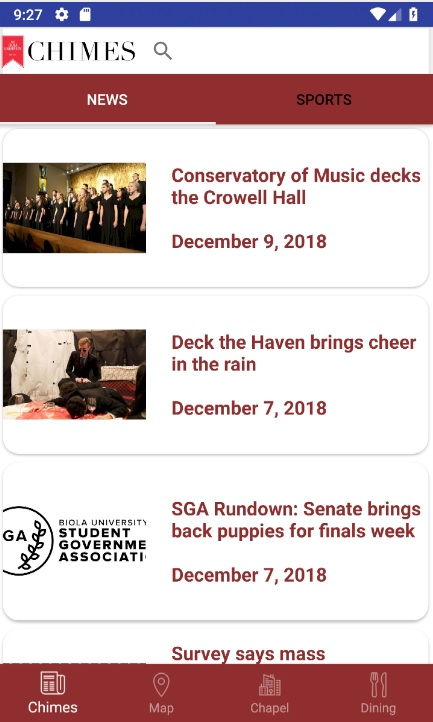 9:27
CHIMES
NEWS
SPORTS
Conservatory of Music decks
the Crowell Hall
December 9, 2018
Deck the Haven brings cheer
in the rain
December 7, 2018
GA
BIOLA UNIVERSITY
STUDENT
GOVERNME
ASSOCIATI
SGA Rundown: Senate brings
back puppies for finals week
December 7, 2018
Survey says mass
Chimes
Map
Chapel
Dining